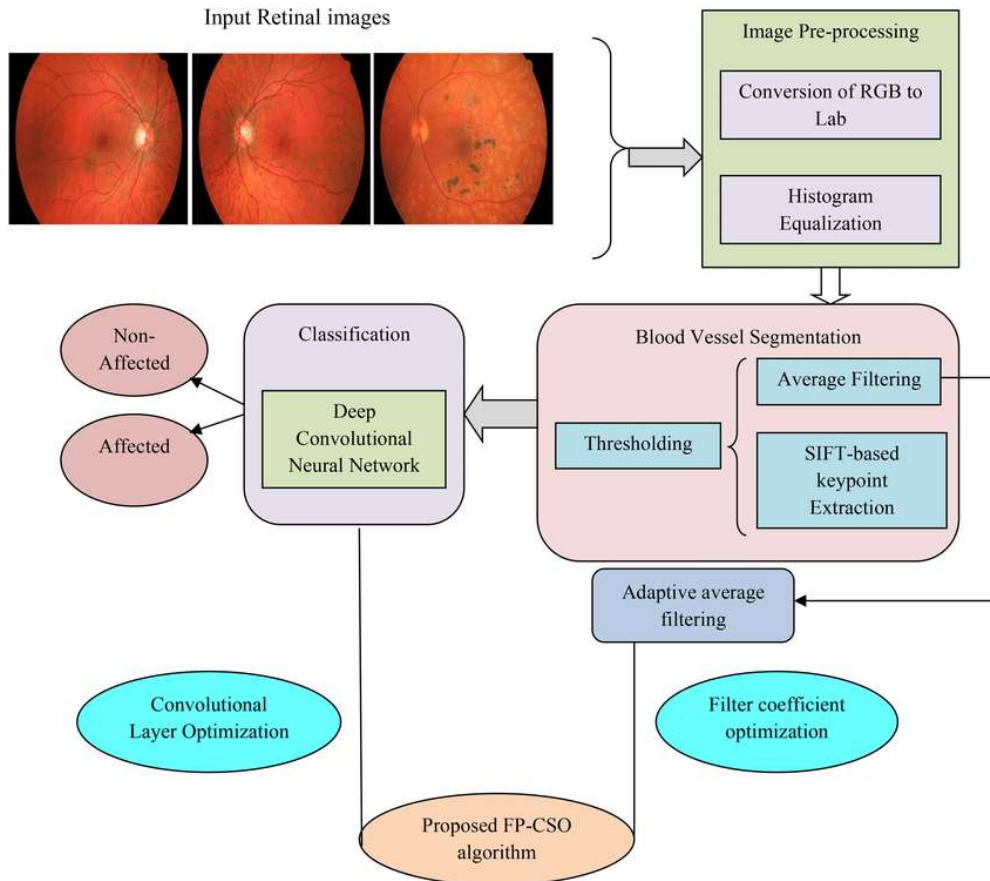 Input Retinal images
Image Pre-processing
Conversion of RGB to
Lab
Histogram
Equalization
Blood Vessel Segmentation
Average Filtering
Thresholding
SIFT-based
keypoint
Extraction
Classification
Deep
Convolutional
Neural Network
Non-
Affected
Affected
Adaptive average
filtering
Convolutional
Layer Optimization
Filter coefficient
optimization
Proposed FP-CSO
algorithm